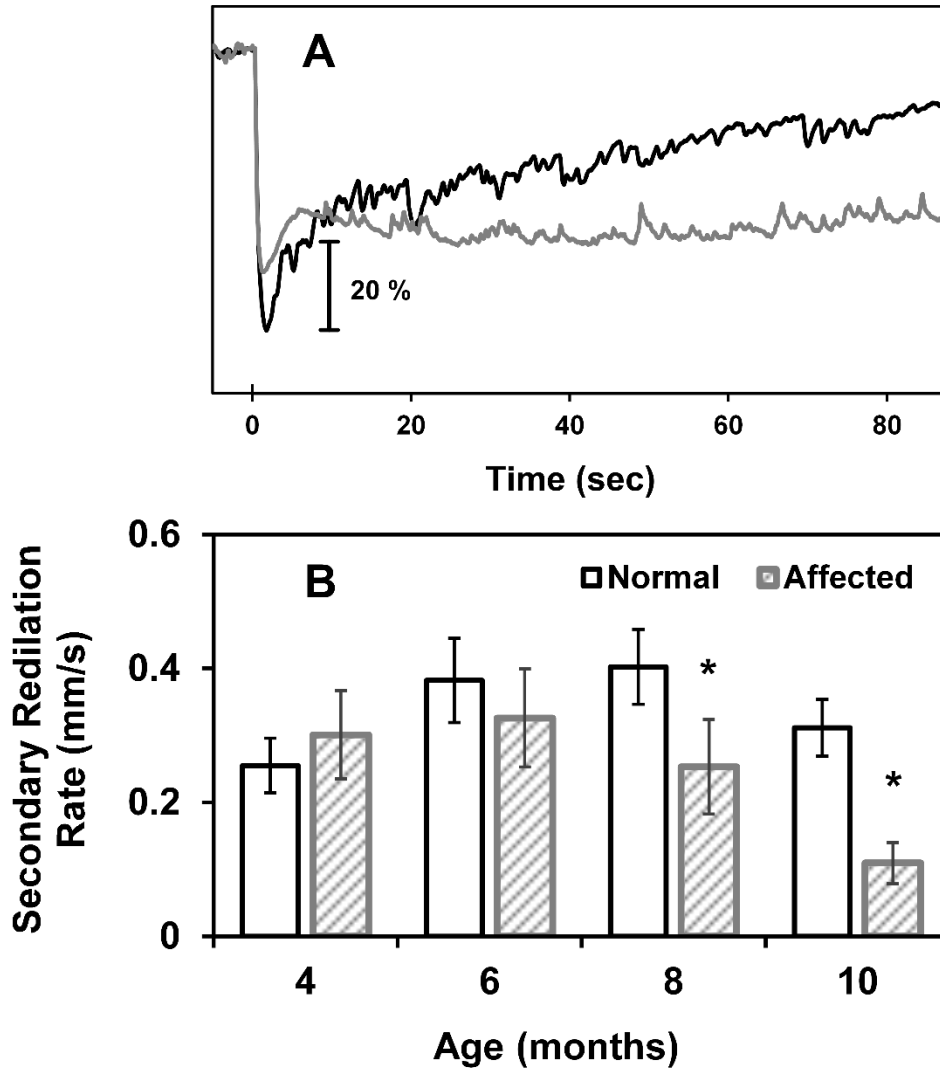 A
20 %
0 20 40 60 80
Time (sec)
B
Normal Affected
0.6
0.4
0.2
0
*
*
Secondary Redilation
Rate (mm/s)
4 6 8 10
Age (months)